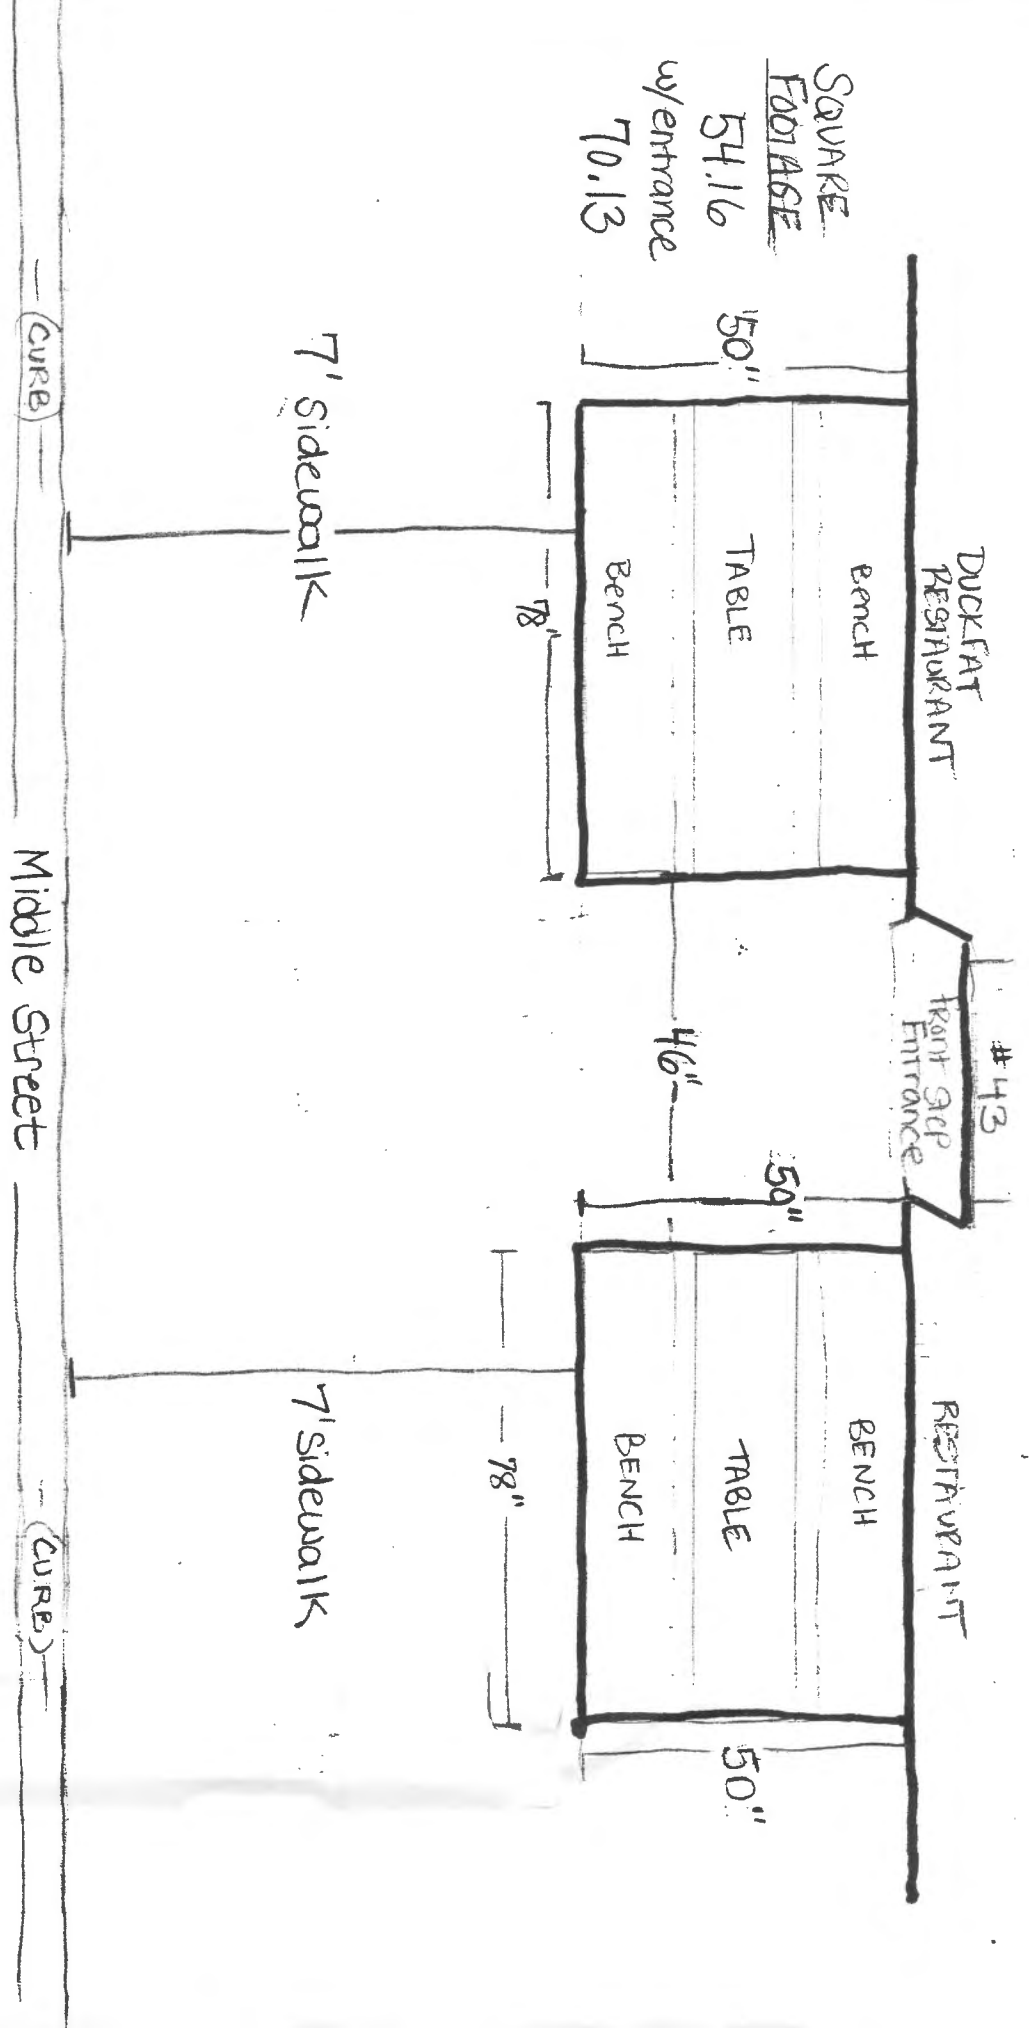 SQUARE
FOOTAGE
54.16
w/entrance
70.13
DUCKFAT
RESTAURANT
#43
RESTAURANT
Front Step
Entrance
50"
BENCH
TABLE
BENCH
78"
46"
50"
BENCH
TABLE
BENCH
78"
50"
7' Sidewalk
7' Sidewalk
CURB
Middle Street
CURB